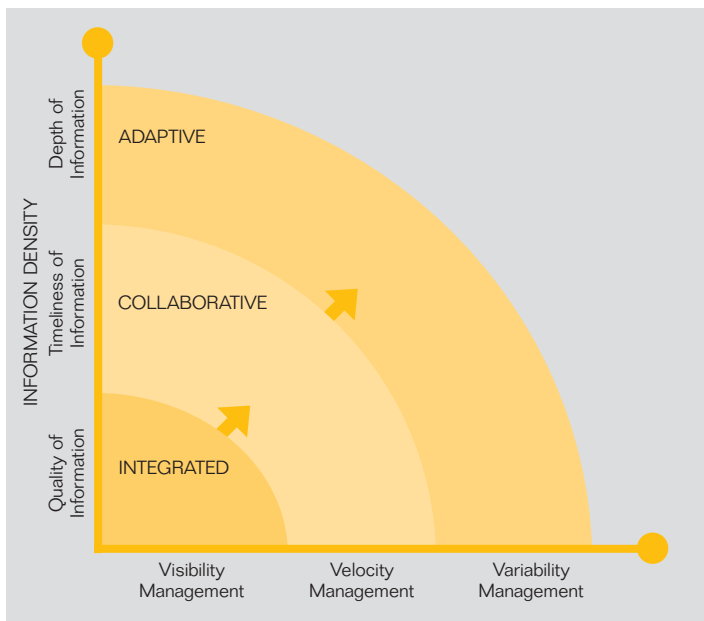 INFORMATION DENSITY
Depth of
Information
Timeliness of
Information
Quality of
Information
ADAPTIVE
COLLABORATIVE
INTEGRATED
Visibility
Management
Velocity
Management
Variability
Management